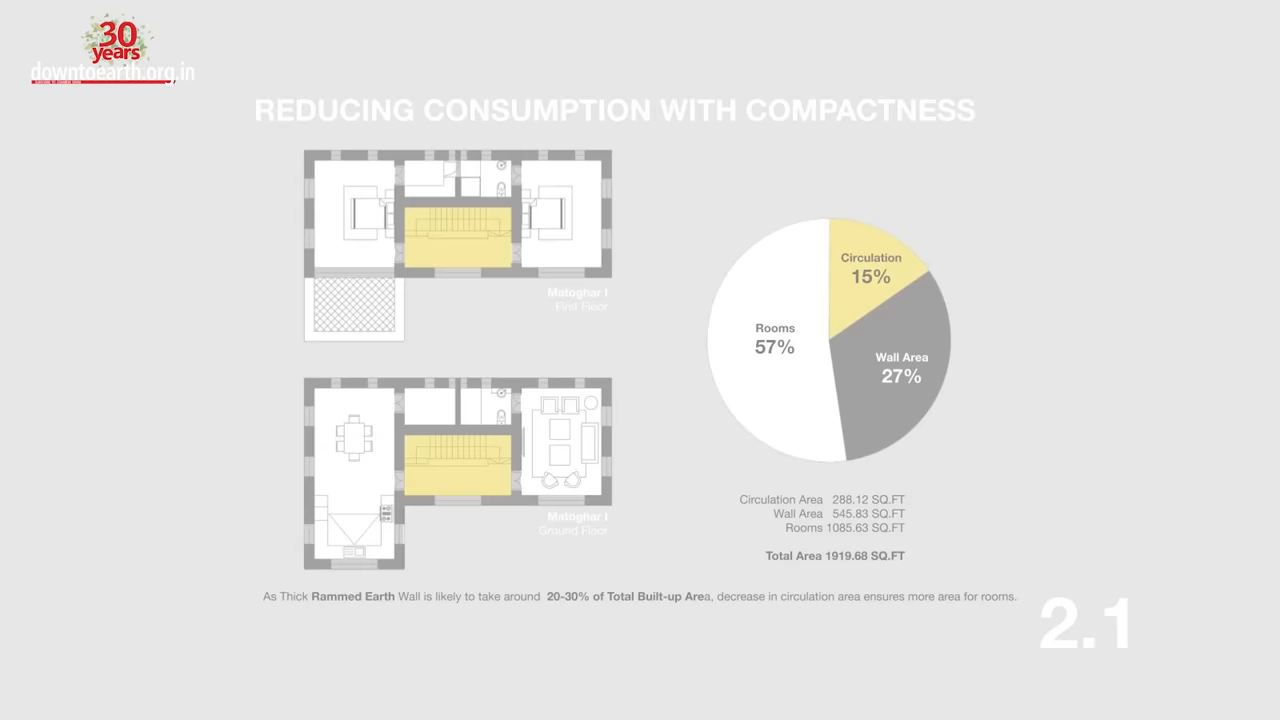 30
years
downtoearth.org.in
REDUCING CONSUMPTION WITH COMPACTNESS
Matoghar I
First Floor
Circulation
15%
Rooms
57%
Wall Area
27%
Matoghar I
Ground Floor
Circulation Area 288.12 SQ.FT
Wall Area 545.83 SQ.FT
Rooms 1085.63 SQ.FT
Total Area 1919.68 SQ.FT
As Thick Rammed Earth Wall is likely to take around 20-30% of Total Built-up Area, decrease in circulation area ensures more area for rooms.
2.1